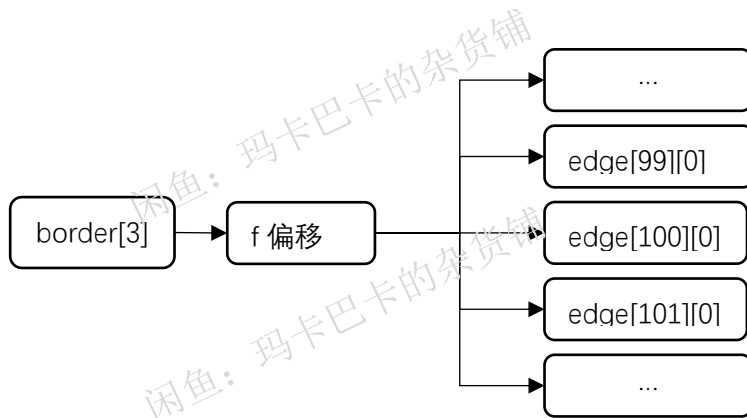 ...
edge[99][0]
border[3]
f 偏移
edge[100][0]
edge[101][0]
...
闲鱼：玛卡巴卡的杂货铺
闲鱼：玛卡巴卡的杂货铺